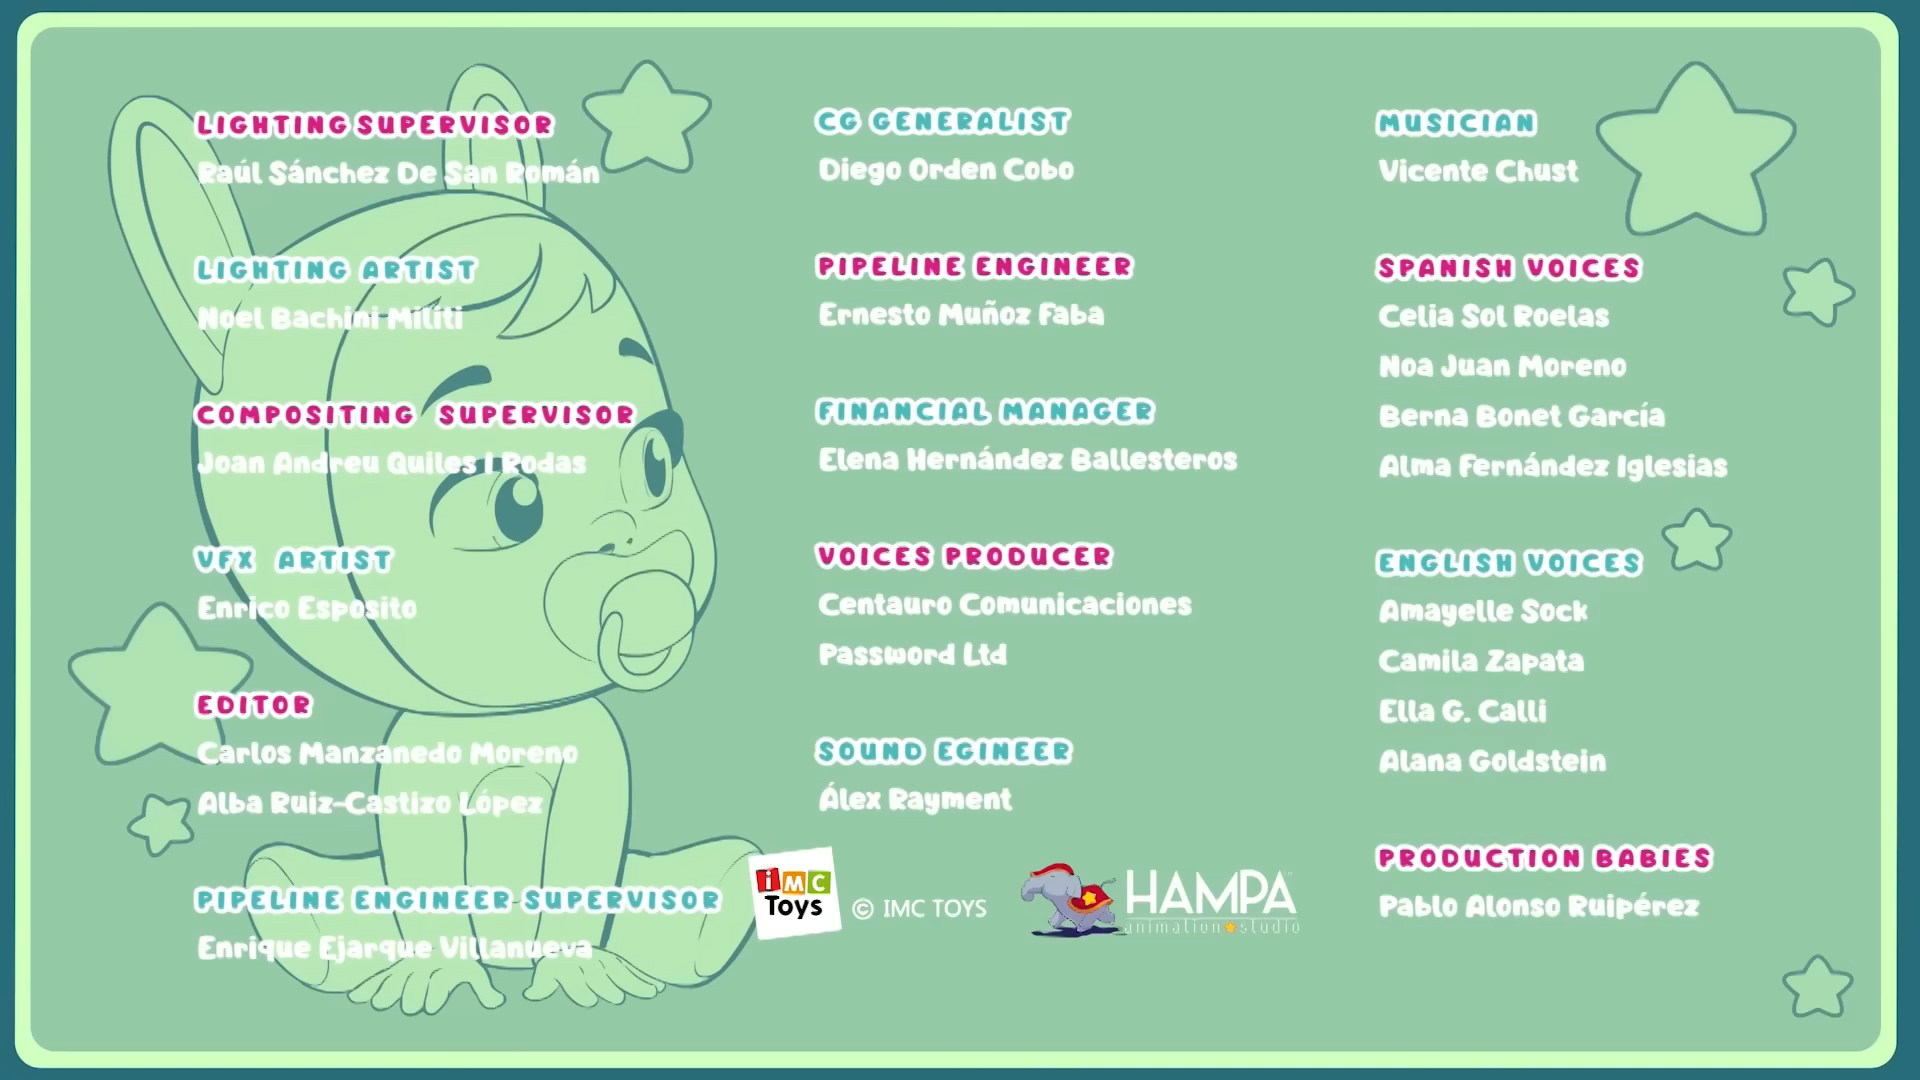 LIGHTING SUPERVISOR
Raúl Sánchez De San Román
LIGHTING ARTIST
Noel Bachini Militi
COMPOSITING SUPERVISOR
Joan Andreu Quiles I Rodas
VFX ARTIST
Enrico Esposito
EDITOR
Carlos Manzanedo Moreno
Alba Ruiz-Castizo López
PIPELINE ENGINEER SUPERVISOR
Enrique Ejarque Villanueva
CG GENERALIST
Diego Orden Cobo
PIPELINE ENGINEER
Ernesto Muñoz Faba
FINANCIAL MANAGER
Elena Hernández Ballesteros
VOICES PRODUCER
Centauro Comunicaciones
Password Ltd
SOUND EGINEER
Álex Rayment
iMC
Toys
© IMC TOYS
HAMPA
animation studio
MUSICIAN
Vicente Chust
SPANISH VOICES
Celia Sol Roelas
Noa Juan Moreno
Berna Bonet García
Alma Fernández Iglesias
ENGLISH VOICES
Amayelle Sock
Camila Zapata
Ella G. Calli
Alana Goldstein
PRODUCTION BABIES
Pablo Alonso Ruipérez